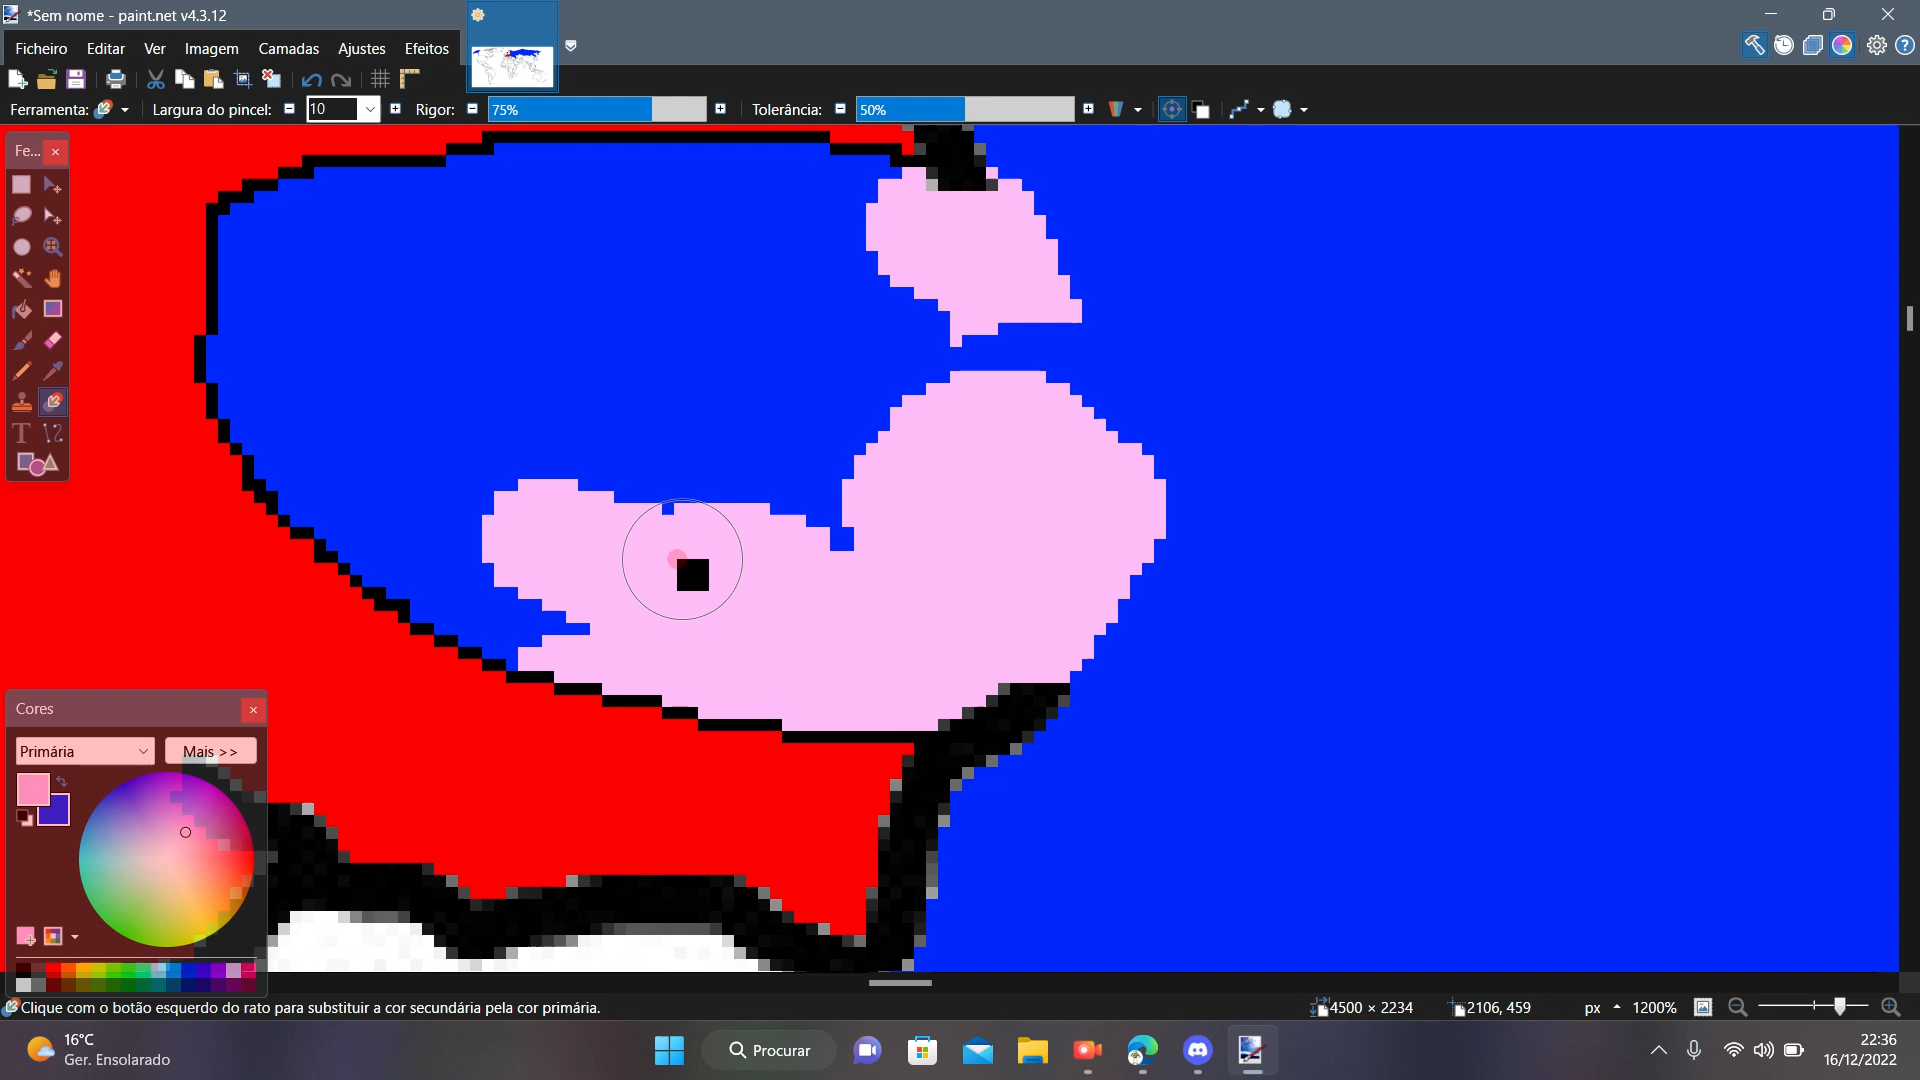 *Sem nome - paint.net v4.3.12
Ficheiro Editar Ver Imagem Camadas Ajustes Efeitos
Ferramenta: Largura do pincel: 10 Rigor: 75% Tolerância: 50%
Fe...
Cores
Primária Mais >>
T
Clique com o botão esquerdo do rato para substituir a cor secundária pela cor primária.
4500 × 2234 2106, 459 px 1200%
16°C
Ger. Ensolarado
Procurar
22:36
16/12/2022